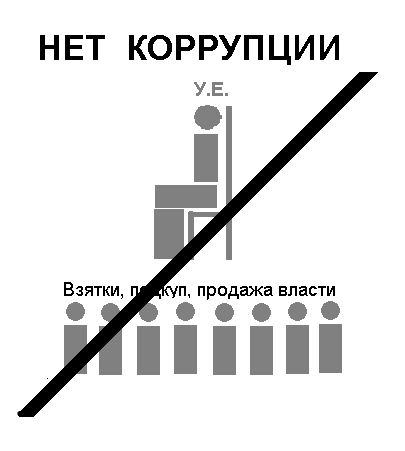 НЕТ КОРРУПЦИИ
У.Е.
Взятки, подкуп, продажа власти